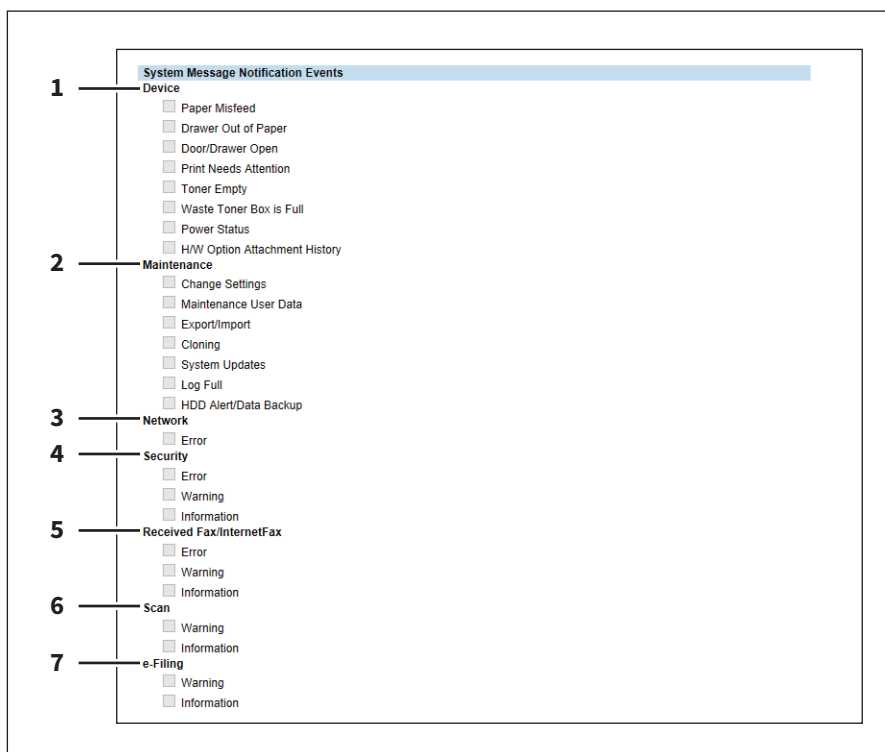 System Message Notification Events
1 Device
Paper Misfeed
Drawer Out of Paper
Door/Drawer Open
Print Needs Attention
Toner Empty
Waste Toner Box is Full
Power Status
H/W Option Attachment History
2 Maintenance
Change Settings
Maintenance User Data
Export/Import
Cloning
System Updates
Log Full
HDD Alert/Data Backup
3 Network
Error
4 Security
Error
Warning
Information
5 Received Fax/InternetFax
Error
Warning
Information
6 Scan
Warning
Information
7 e-Filing
Warning
Information